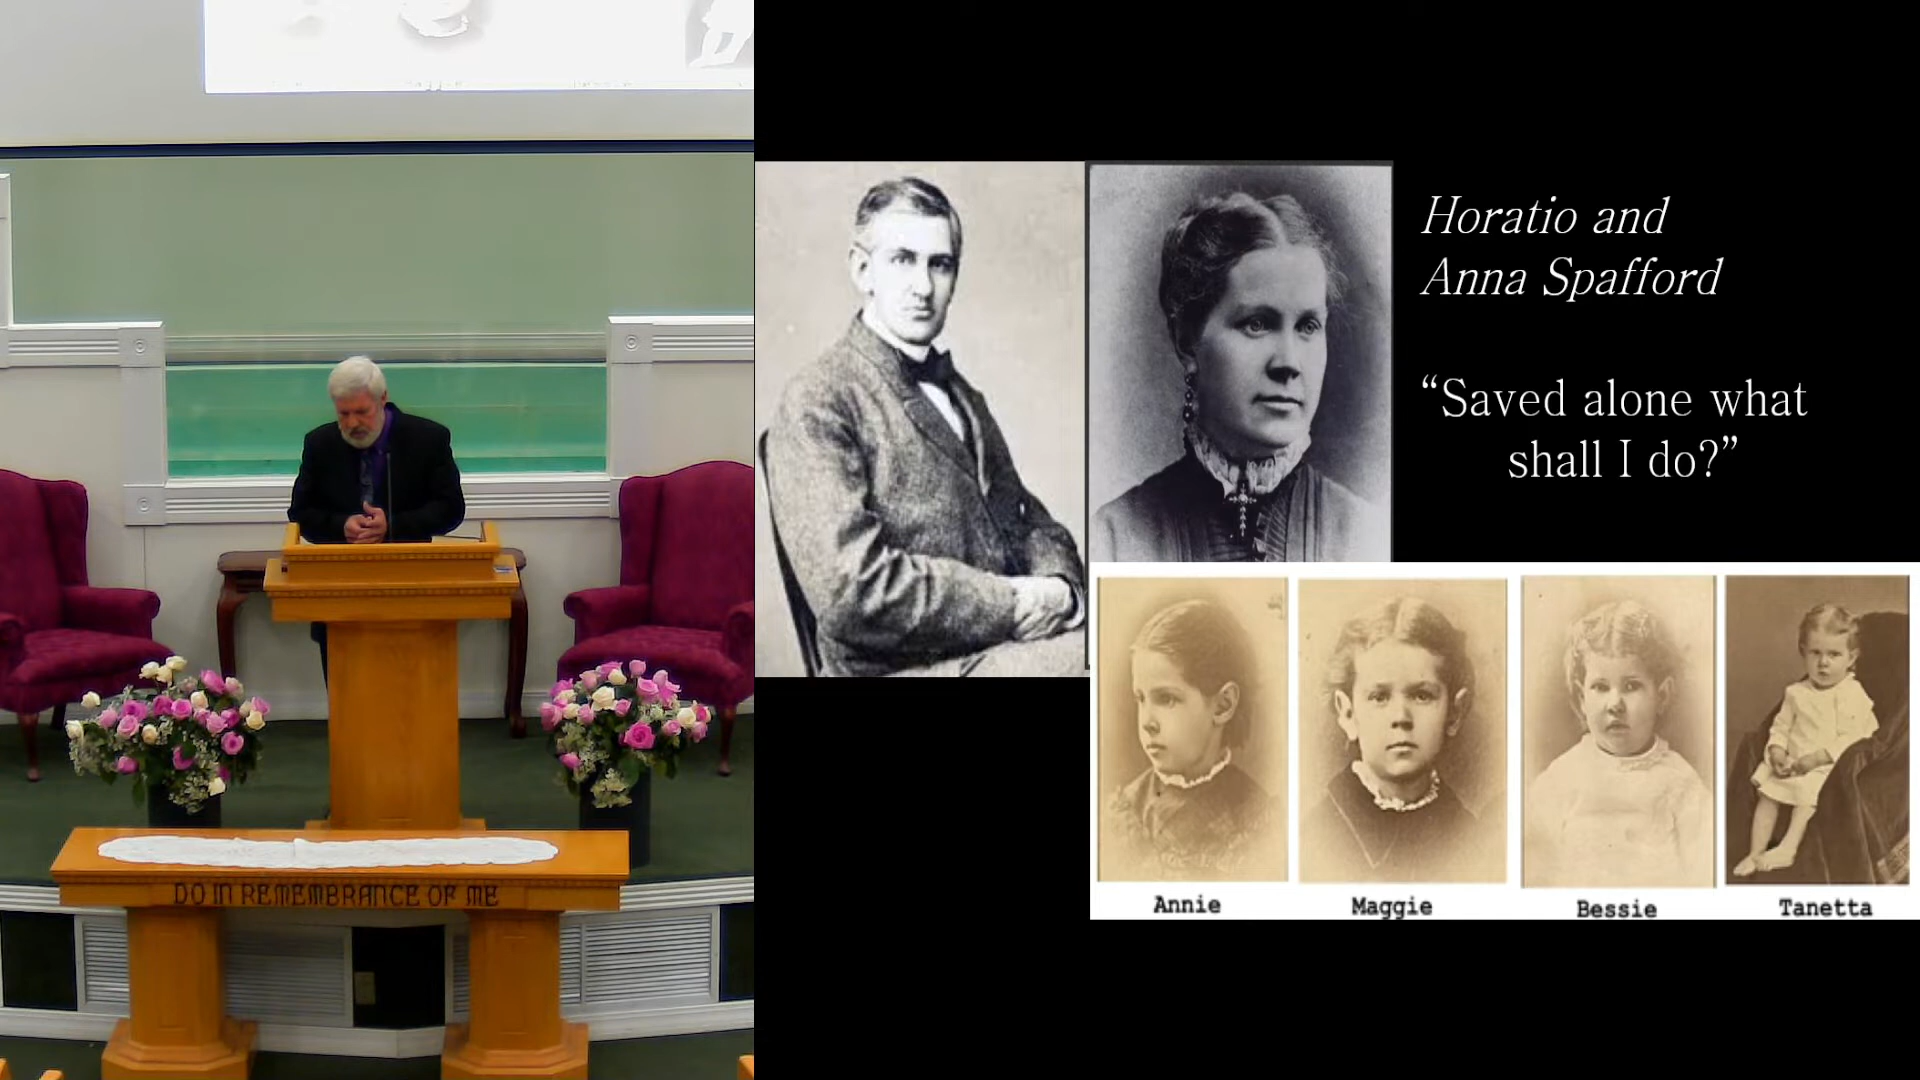 Horatio and
Anna Spafford
“Saved alone what
shall I do?”
Annie Maggie Bessie Tanetta
DO IN REMEMBRANCE OF ME